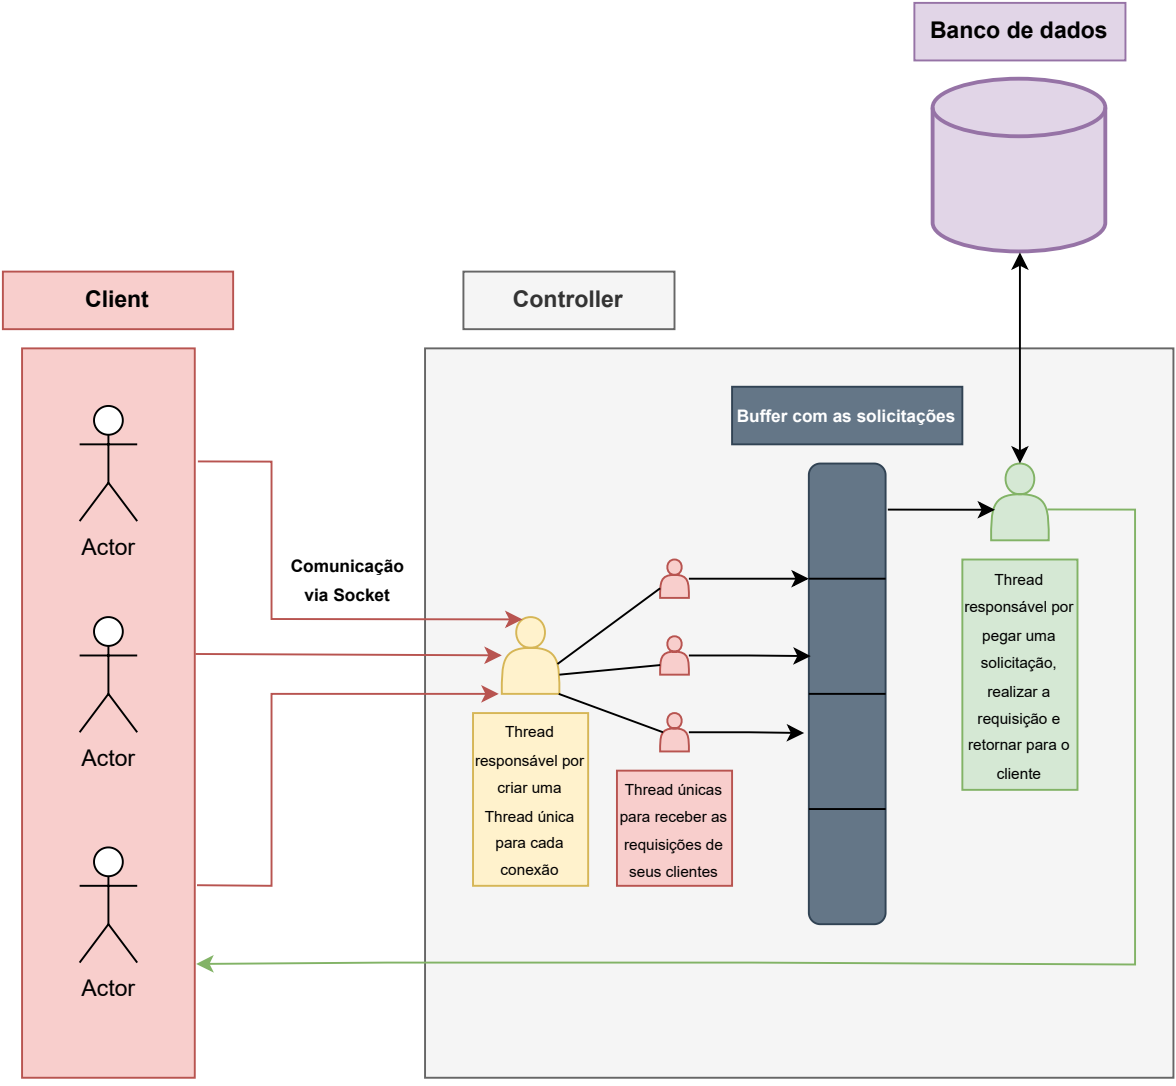 Banco de dados
Client
Controller
Buffer com as solicitações
Actor
Actor
Actor
Comunicação
via Socket
Thread
responsável por
criar uma
Thread única
para cada
conexão
Thread únicas
para receber as
requisições de
seus clientes
Thread
responsável por
pegar uma
solicitação,
realizar a
requisição e
retornar para o
cliente